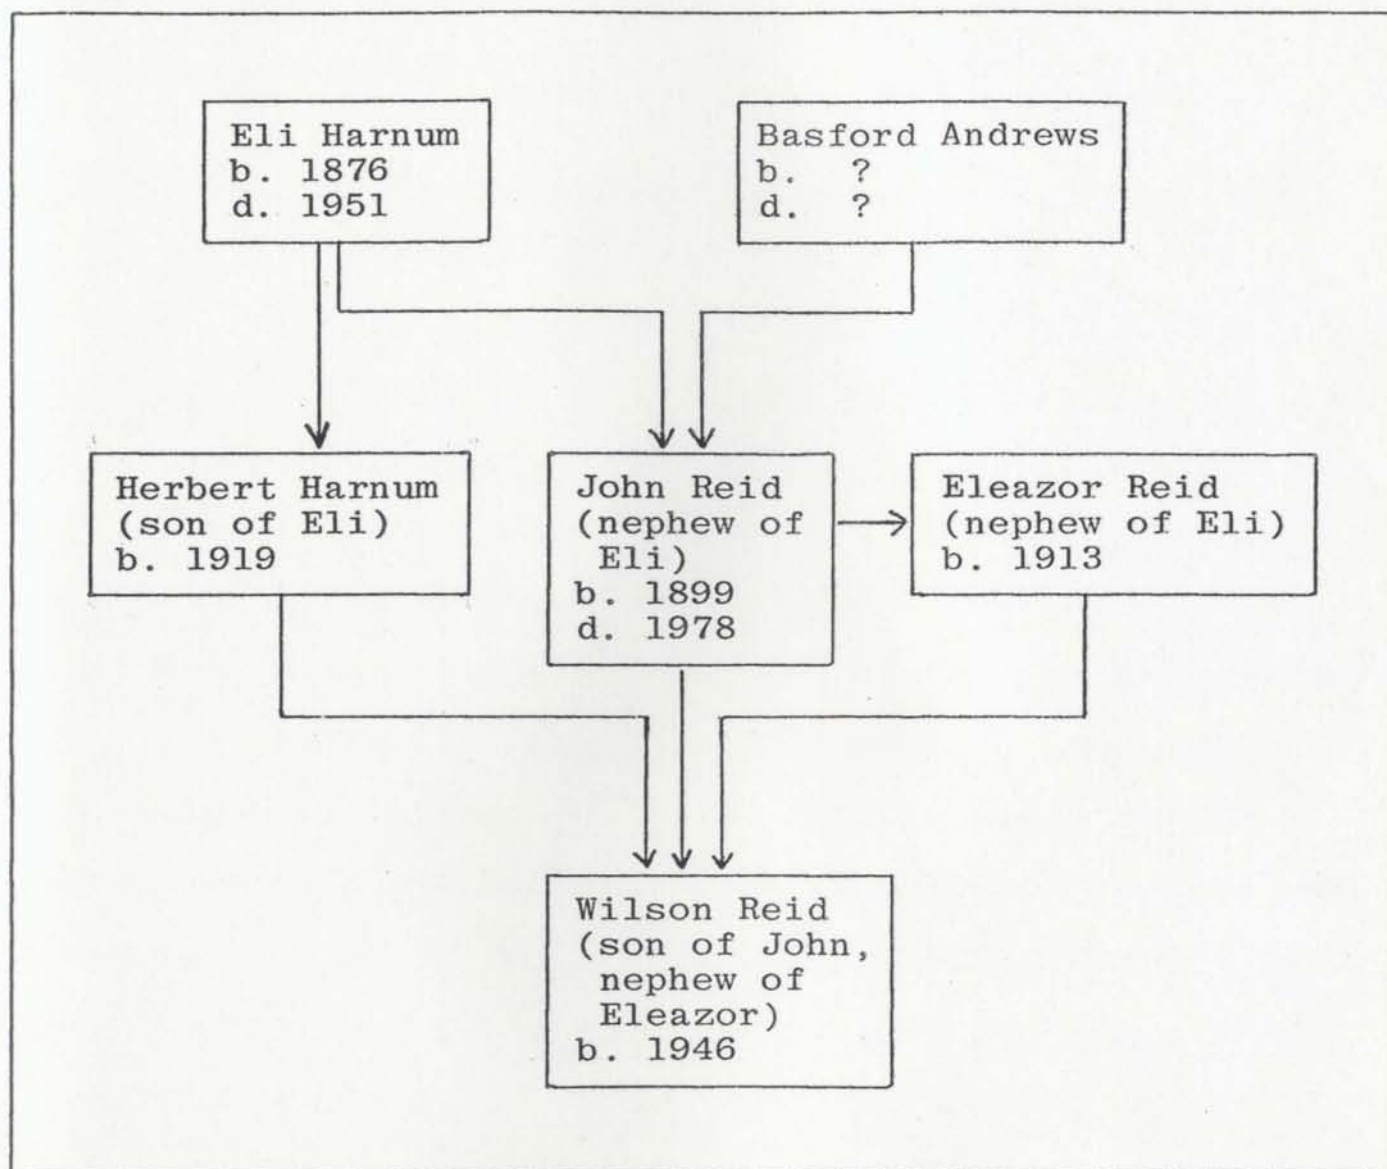 Eli Harnum
b. 1876
d. 1951
Basford Andrews
b. ?
d. ?
Herbert Harnum
(son of Eli)
b. 1919
John Reid
(nephew of
Eli)
b. 1899
d. 1978
Eleazor Reid
(nephew of Eli)
b. 1913
Wilson Reid
(son of John,
nephew of
Eleazor)
b. 1946